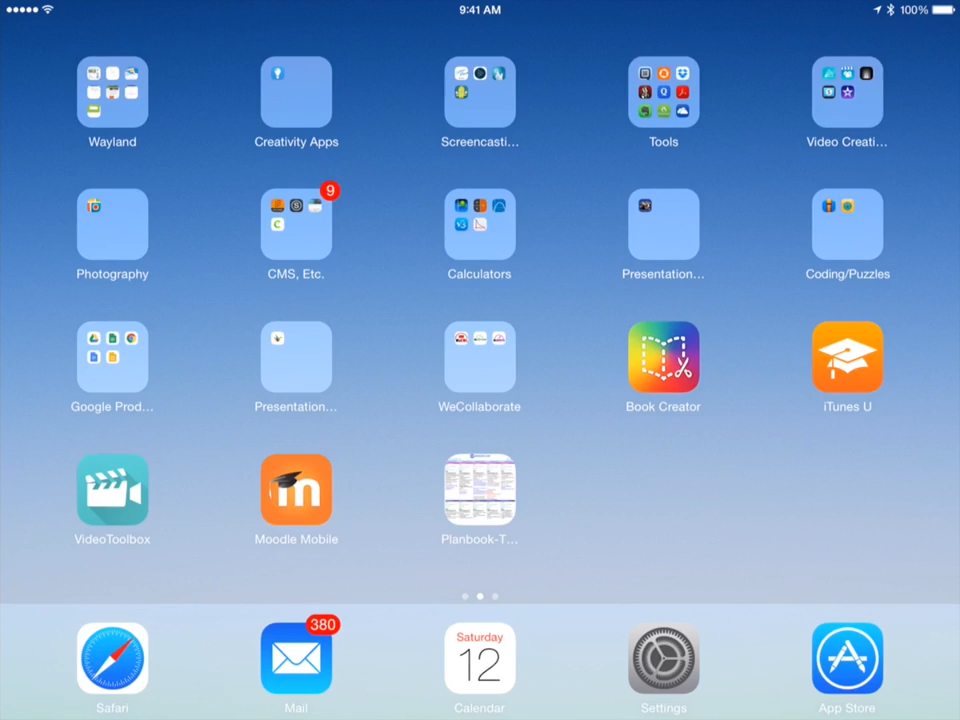 9:41 AM
100%
Wayland
Creativity Apps
Screencasti...
Tools
Video Creati...
Photography
9
CMS, Etc.
Calculators
Presentation...
Coding/Puzzles
Google Prod...
Presentation...
WeCollaborate
Book Creator
iTunes U
VideoToolbox
m
Moodle Mobile
Planbook-T...
Safari
380
Mail
Saturday
12
Calendar
Settings
App Store